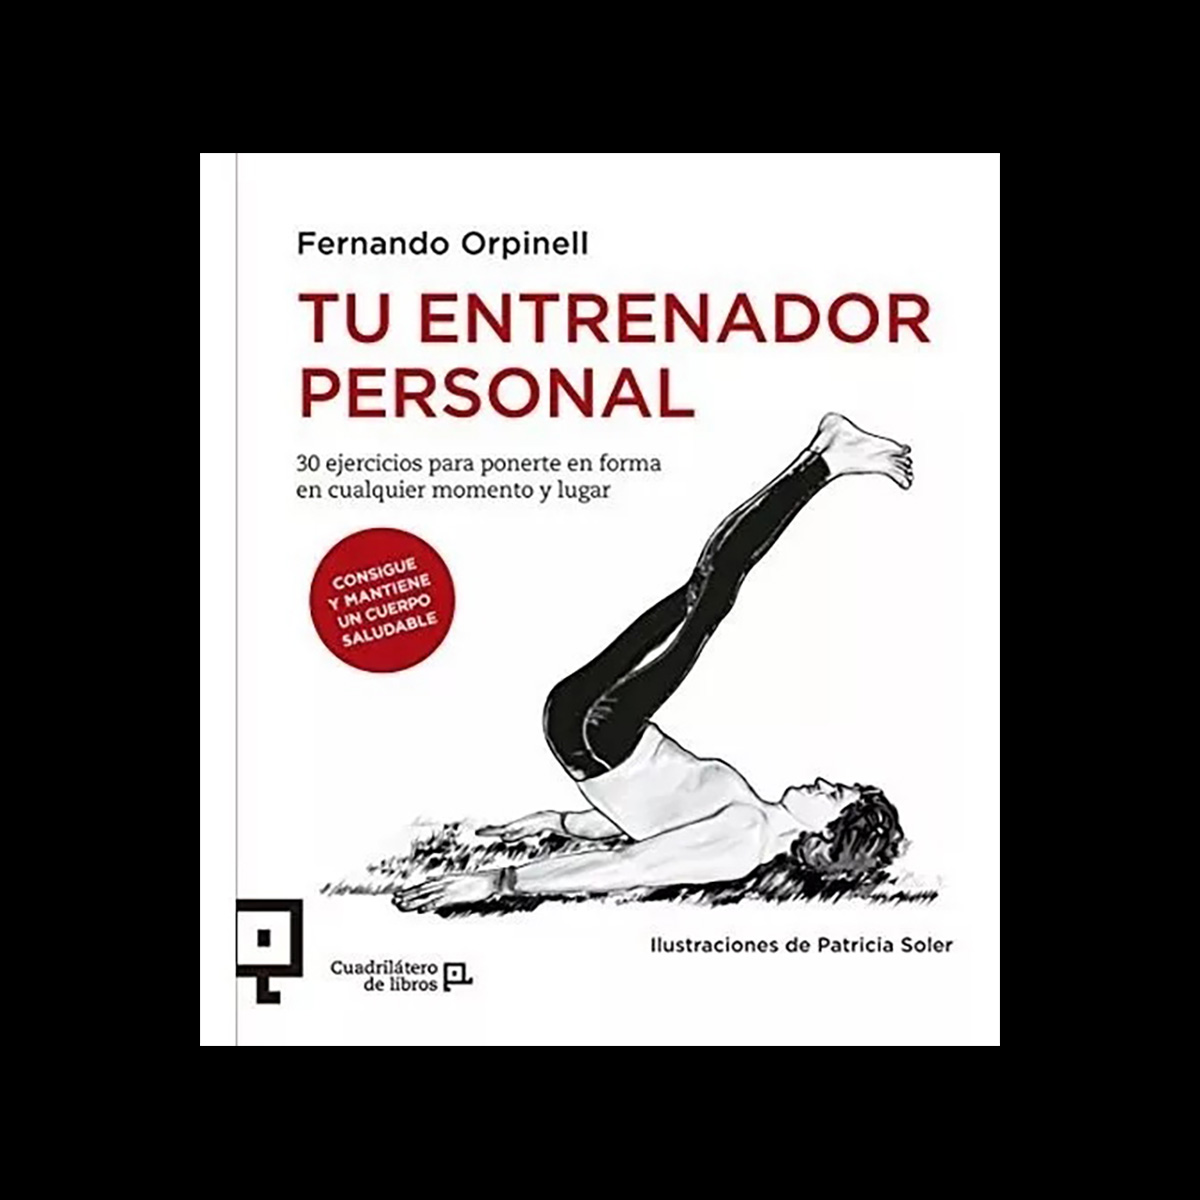 Fernando Orpinell
TU ENTRENADOR
PERSONAL
30 ejercicios para ponerte en forma
en cualquier momento y lugar
CONSIGUE
Y MANTIENE
UN CUERPO
SALUDABLE
Ilustraciones de Patricia Soler
Cuadrilátero
de libros